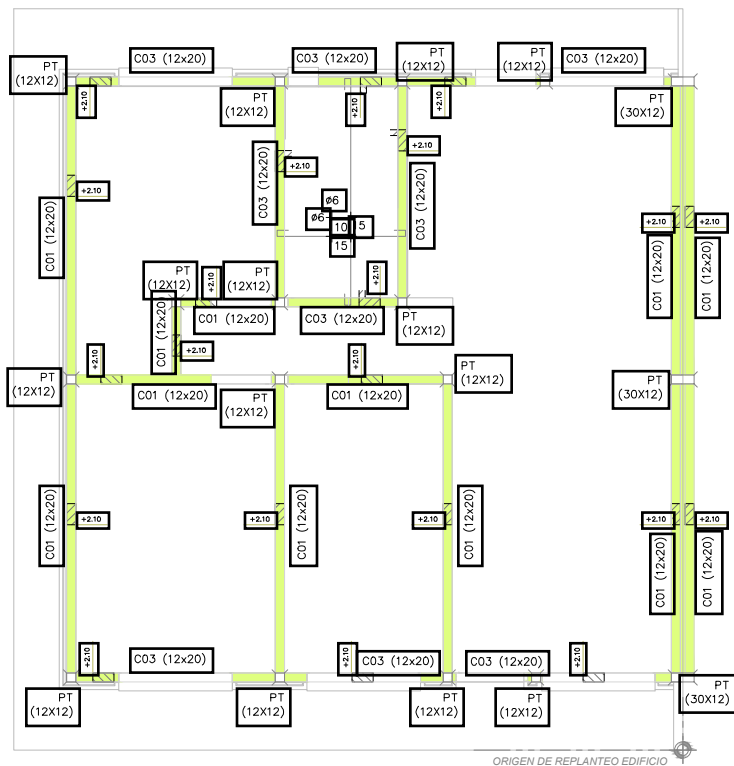 C03 (12x20)
C03 (12x20)
PT
(12X12)
PT
(12X12)
C03 (12x20)
PT
(12X12)
+2.10
PT
(12X12)
+2.10
+2.10
PT
(30X12)
+2.10
C03 (12x20)
+2.10
+2.10
C01 (12x20)
C03 (12x20)
ø6
ø6
10
5
15
+2.10
+2.10
C01 (12x20)
C01 (12x20)
PT
(12X12)
+2.10
PT
(12X12)
+2.10
C01 (12x20)
C01 (12x20)
C03 (12x20)
PT
(12X12)
+2.10
+2.10
+2.10
PT
(12X12)
PT
(12X12)
PT
(30X12)
C01 (12x20)
PT
(12X12)
C01 (12x20)
C01 (12x20)
+2.10
+2.10
C01 (12x20)
+2.10
C01 (12x20)
+2.10
+2.10
C01 (12x20)
C01 (12x20)
+2.10
C03 (12x20)
+2.10
C03 (12x20)
C03 (12x20)
+2.10
PT
(12X12)
PT
(12X12)
PT
(12X12)
PT
(12X12)
PT
(30X12)
ORIGEN DE REPLANTEO EDIFICIO